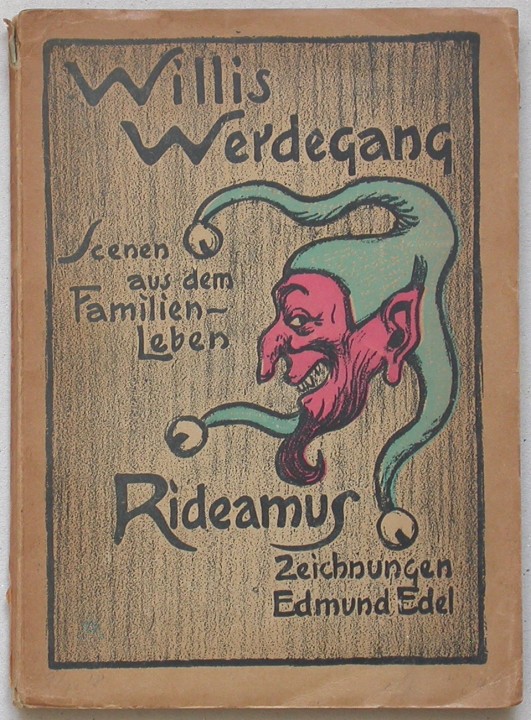 Willis
Werdegang
Scenen
aus dem
Familien-
Leben
Rideamus
Zeichnungen
Edmund Edel